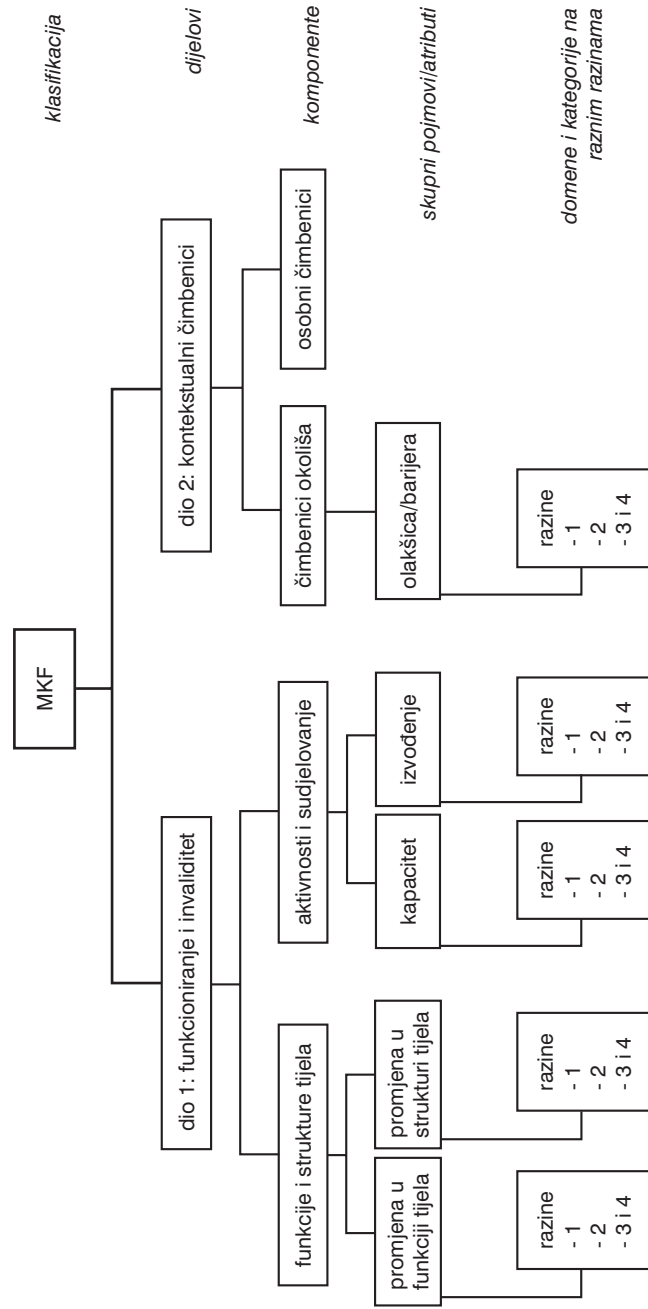 MKF
klasifikacija
dio 1: funkcioniranje i invaliditet
dio 2: kontekstualni čimbenici
dijelovi
funkcije i strukture tijela
aktivnosti i sudjelovanje
čimbenici okoliša
osobni čimbenici
komponente
promjena u
funkciji tijela
promjena u
strukturi tijela
kapacitet
izvođenje
olakšica/barijera
skupni pojmovi/atributi
razine
- 1
- 2
- 3 i 4
razine
- 1
- 2
- 3 i 4
razine
- 1
- 2
- 3 i 4
razine
- 1
- 2
- 3 i 4
razine
- 1
- 2
- 3 i 4
domene i kategorije na
raznim razinama